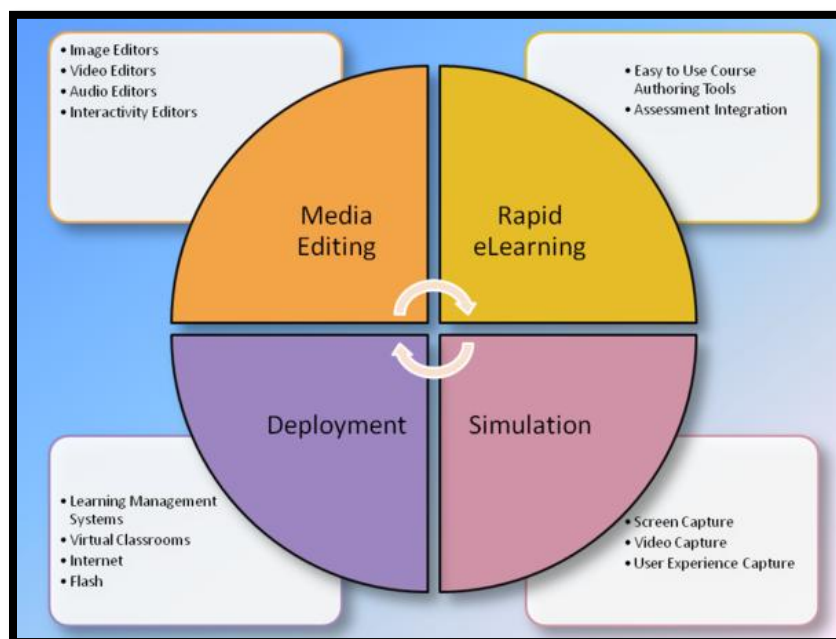 • Image Editors
• Video Editors
• Audio Editors
• Interactivity Editors
• Easy to Use Course
Authoring Tools
• Assessment Integration
Media
Editing
Rapid
eLearning
Deployment
Simulation
• Learning Management
Systems
• Virtual Classrooms
• Internet
• Flash
• Screen Capture
• Video Capture
• User Experience Capture